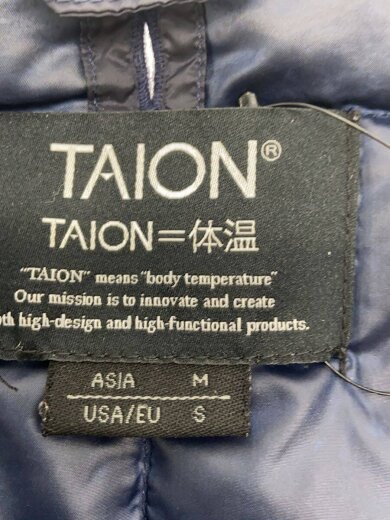 TAION®
TAION=体温
"TAION" means "body temperature"
Our mission is to innovate and create
both high-design and high-functional products.
ASIA M
USA/EU S